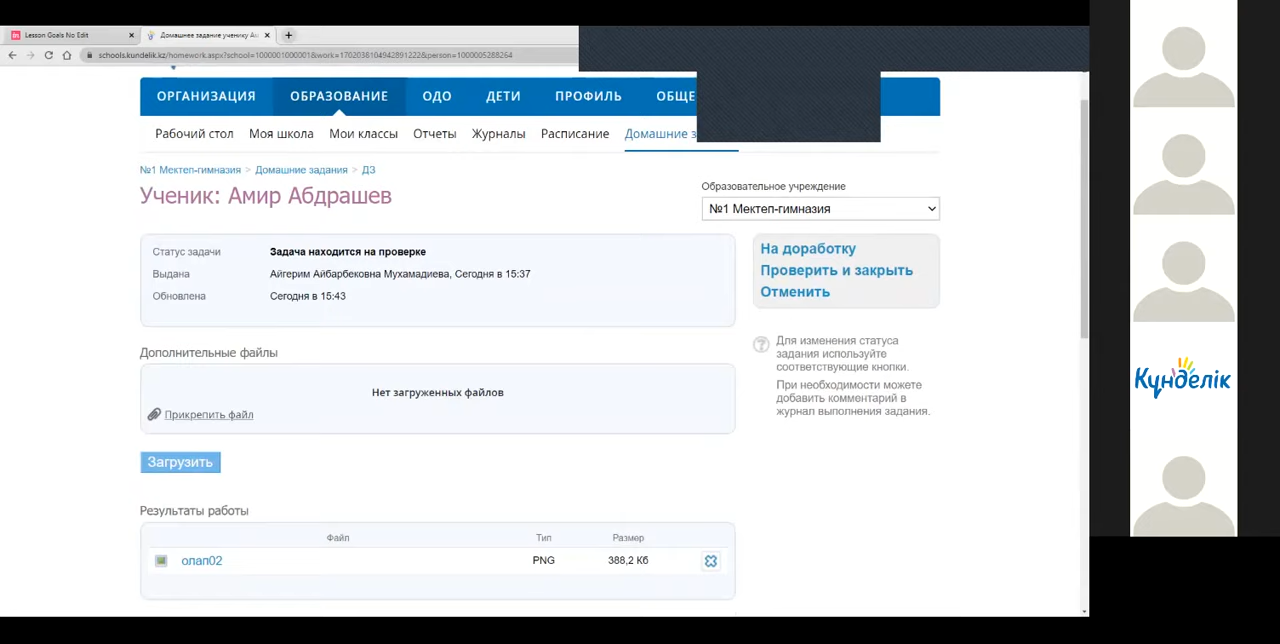 Lesson Goals No Edit
Домашнее задание ученику Ам
schools.kundelik.kz/homework.aspx?school=1000001000001&work=1702038104942891222&person=1000005288264
ОРГАНИЗАЦИЯ ОБРАЗОВАНИЕ ОДО ДЕТИ ПРОФИЛЬ ОБЩЕ
Рабочий стол Моя школа Мои классы Отчеты Журналы Расписание Домашние з
№1 Мектеп-гимназия > Домашние задания > ДЗ
Ученик: Амир Абдрашев
Образовательное учреждение
№1 Мектеп-гимназия
Статус задачи Задача находится на проверке
Выдана Айгерим Айбарбековна Мухамадиева, Сегодня в 15:37
Обновлена Сегодня в 15:43
На доработку
Проверить и закрыть
Отменить
Для изменения статуса
задания используйте
соответствующие кнопки.
При необходимости можете
добавить комментарий в
журнал выполнения задания.
Дополнительные файлы
Нет загруженных файлов
Прикрепить файл
Загрузить
Результаты работы
Файл Тип Размер
олап02 PNG 388,2 Кб
Күнделік